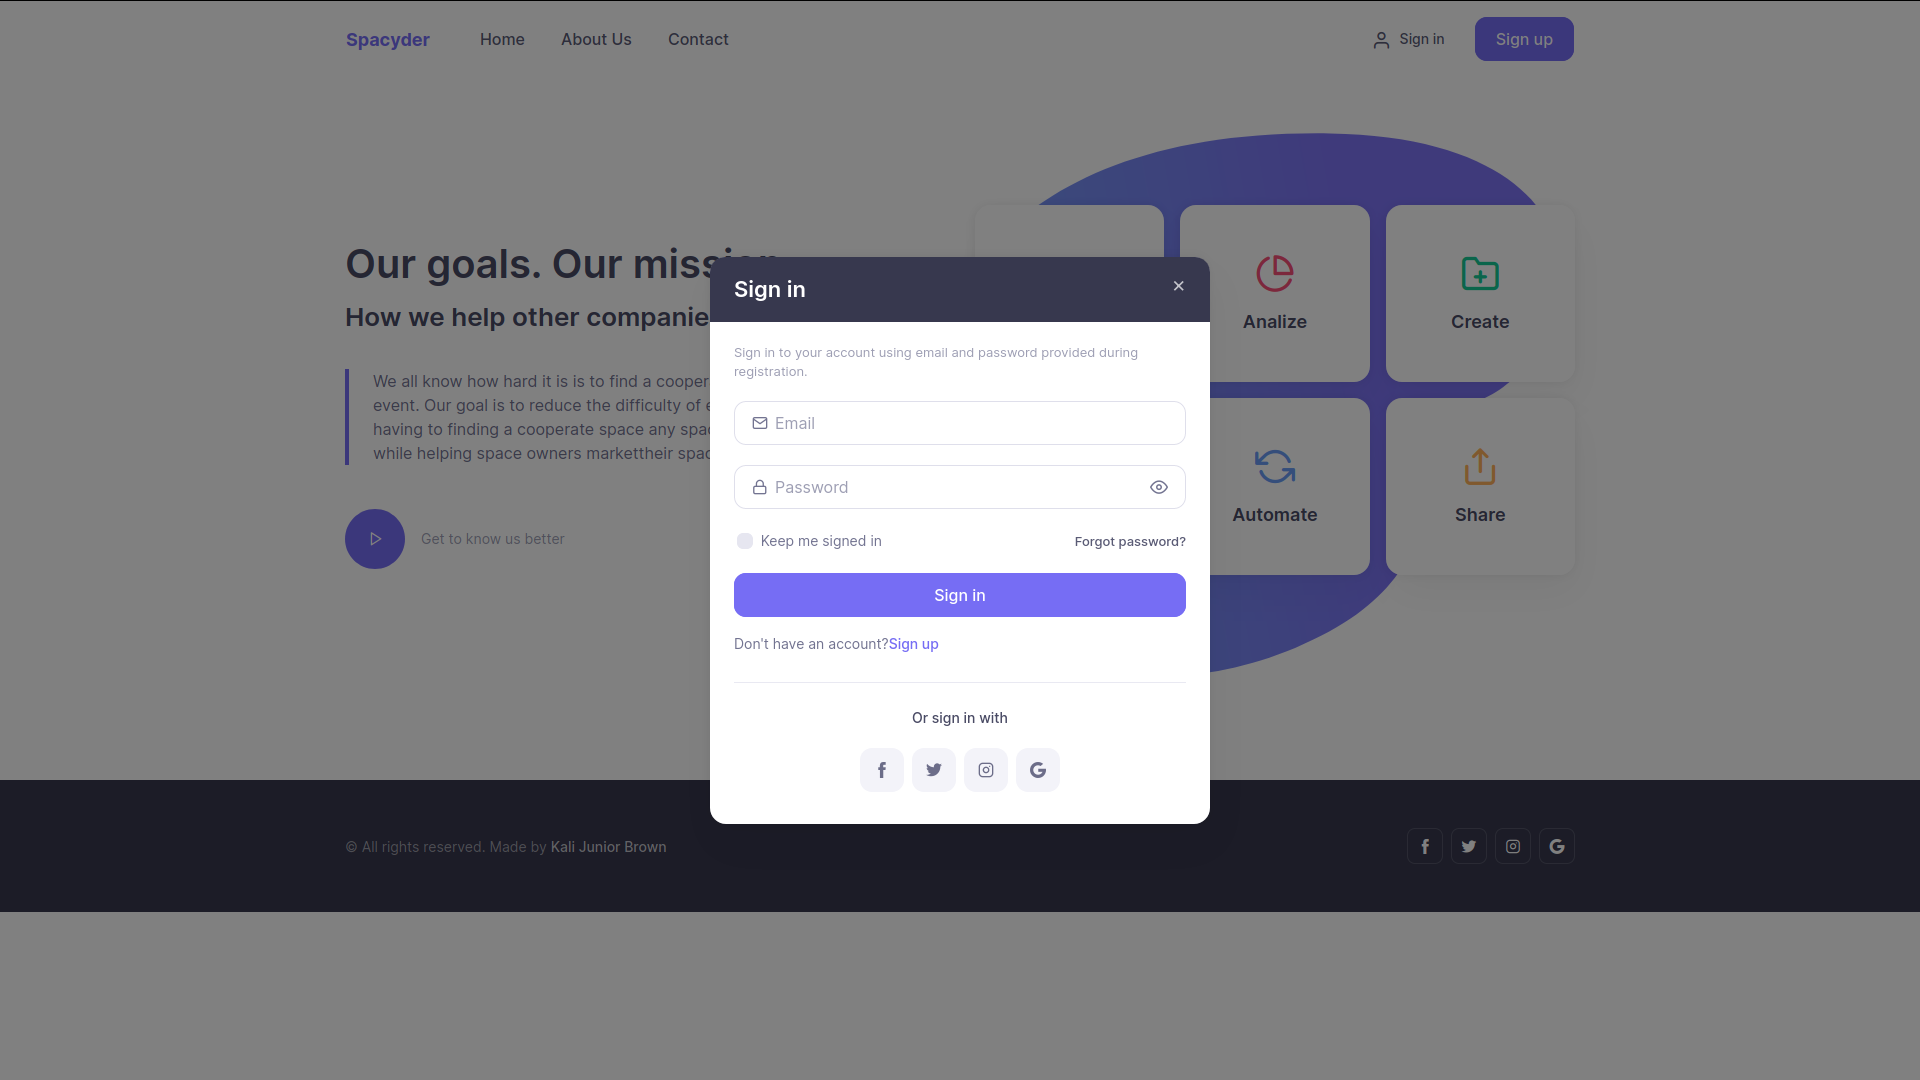 Spacyder
Home
About Us
Contact
Sign in
Sign up
Our goals. Our mission
How we help other companie
We all know how hard it is is to find a cooper
event. Our goal is to reduce the difficulty of e
having to finding a cooperate space any spac
while helping space owners markettheir spac
Get to know us better
Analize
Create
Automate
Share
Sign in
Sign in to your account using email and password provided during
registration.
Email
Password
Keep me signed in
Forgot password?
Sign in
Don't have an account?Sign up
Or sign in with
© All rights reserved. Made by Kali Junior Brown